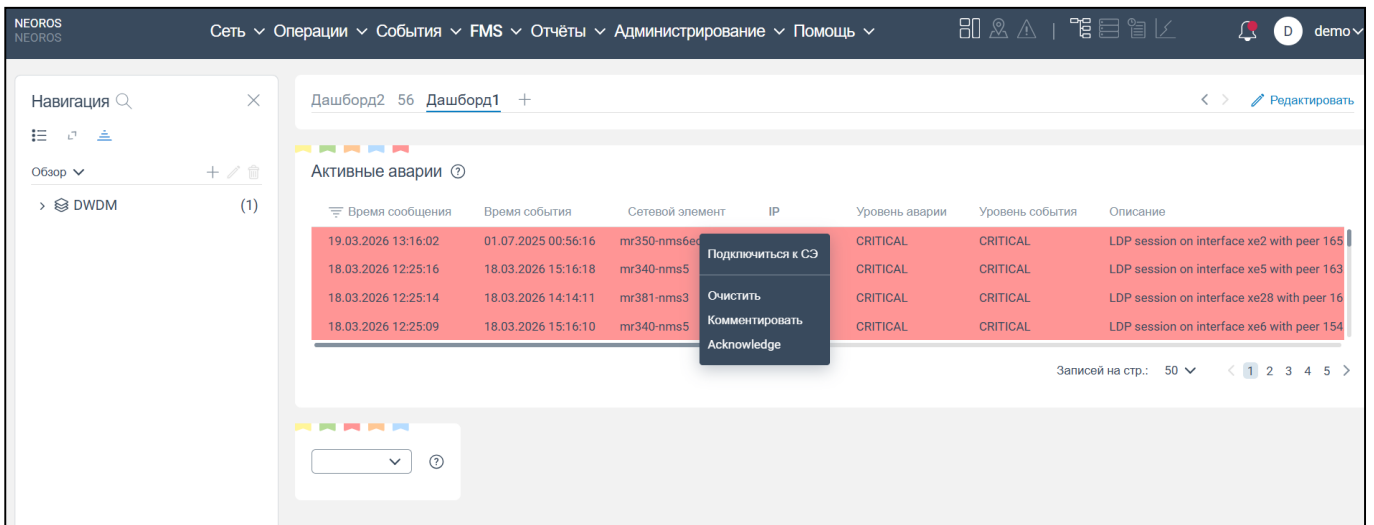 NEOROS
NEOROS
Сеть Операции События FMS Отчёты Администрирование Помощь
D demo
Навигация
Обзор
DWDM (1)
Дашборд2 56 Дашборд1 +
Редактировать
Активные аварии ?
Время сообщения Время события Сетевой элемент IP Уровень аварии Уровень события Описание
19.03.2026 13:16:02 01.07.2025 00:56:16 CRITICAL CRITICAL LDP session on interface xe2 with peer 165
18.03.2026 12:25:16 18.03.2026 15:16:18 mr340-nms5 CRITICAL CRITICAL LDP session on interface xe5 with peer 163
18.03.2026 12:25:14 18.03.2026 14:14:11 mr381-nms3 CRITICAL CRITICAL LDP session on interface xe28 with peer 16
18.03.2026 12:25:09 18.03.2026 15:16:10 mr340-nms5 CRITICAL CRITICAL LDP session on interface xe6 with peer 154
Подключиться к СЭ
Очистить
Комментировать
Acknowledge
Записей на стр.: 50 < 1 2 3 4 5 >
?